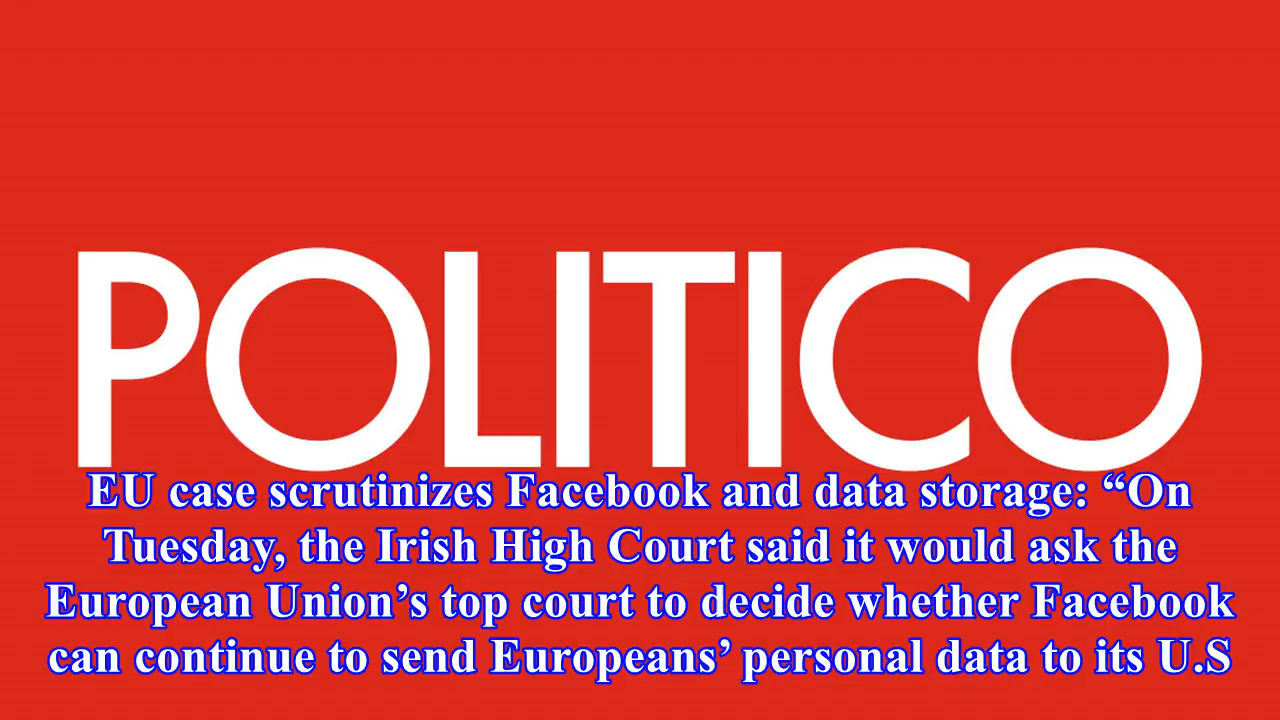 POLITICO
EU case scrutinizes Facebook and data storage: “On
Tuesday, the Irish High Court said it would ask the
European Union’s top court to decide whether Facebook
can continue to send Europeans’ personal data to its U.S